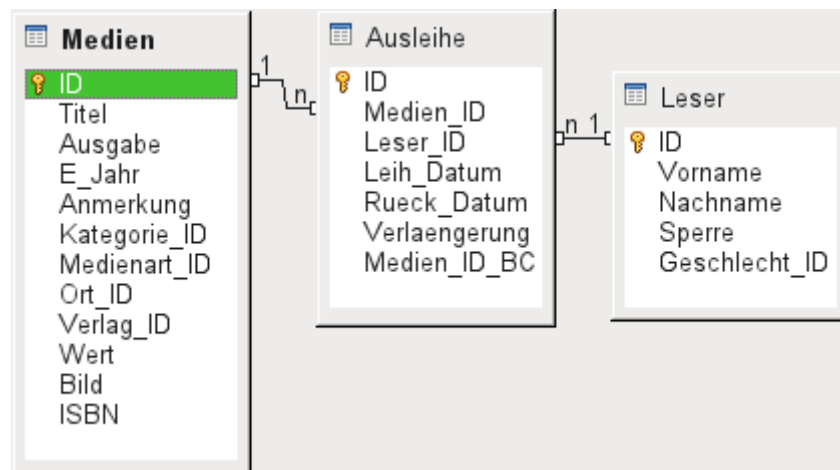 Medien
ID
Titel
Ausgabe
E_Jahr
Anmerkung
Kategorie_ID
Medienart_ID
Ort_ID
Verlag_ID
Wert
Bild
ISBN
1
n
Ausleihe
ID
Medien_ID
Leser_ID
Leih_Datum
Rueck_Datum
Verlaengerung
Medien_ID_BC
n 1
Leser
ID
Vorname
Nachname
Sperre
Geschlecht_ID